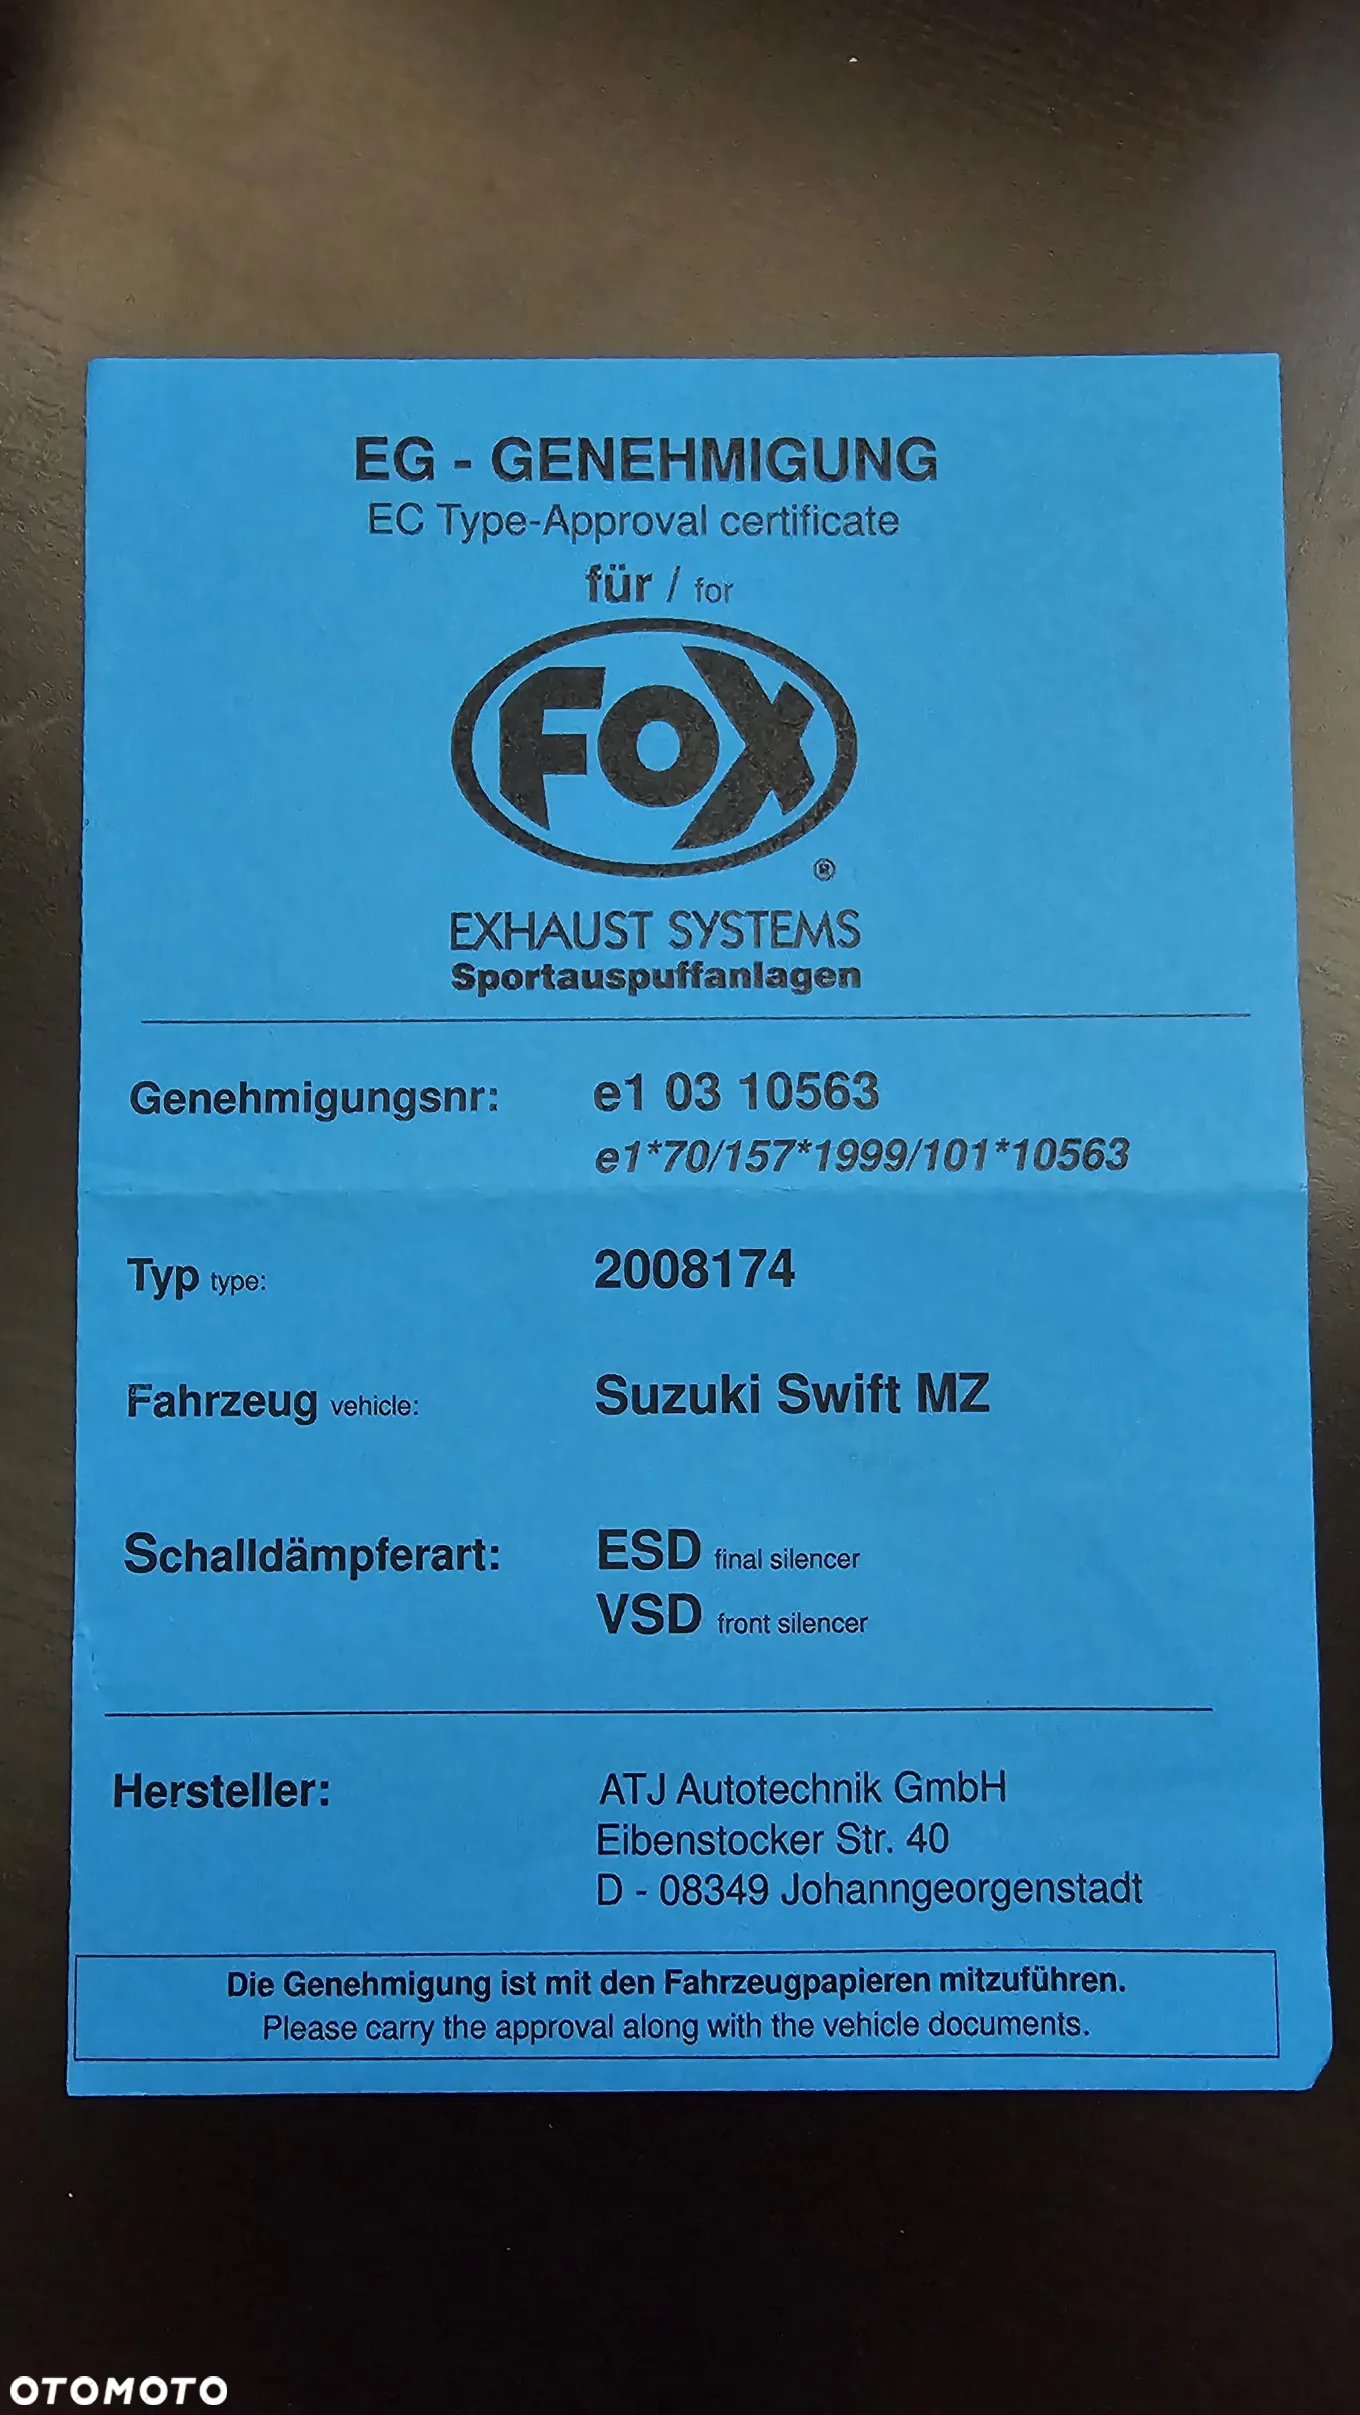 EG - GENEHMIGUNG
EC Type-Approval certificate
für / for
FOX
®
EXHAUST SYSTEMS
Sportauspuffanlagen
Genehmigungsnr: e1 03 10563
e1*70/157*1999/101*10563
Typ type: 2008174
Fahrzeug vehicle: Suzuki Swift MZ
Schalldämpferart: ESD final silencer
VSD front silencer
Hersteller: ATJ Autotechnik GmbH
Eibenstocker Str. 40
D - 08349 Johanngeorgenstadt
Die Genehmigung ist mit den Fahrzeugpapieren mitzuführen.
Please carry the approval along with the vehicle documents.
OTOMOTO